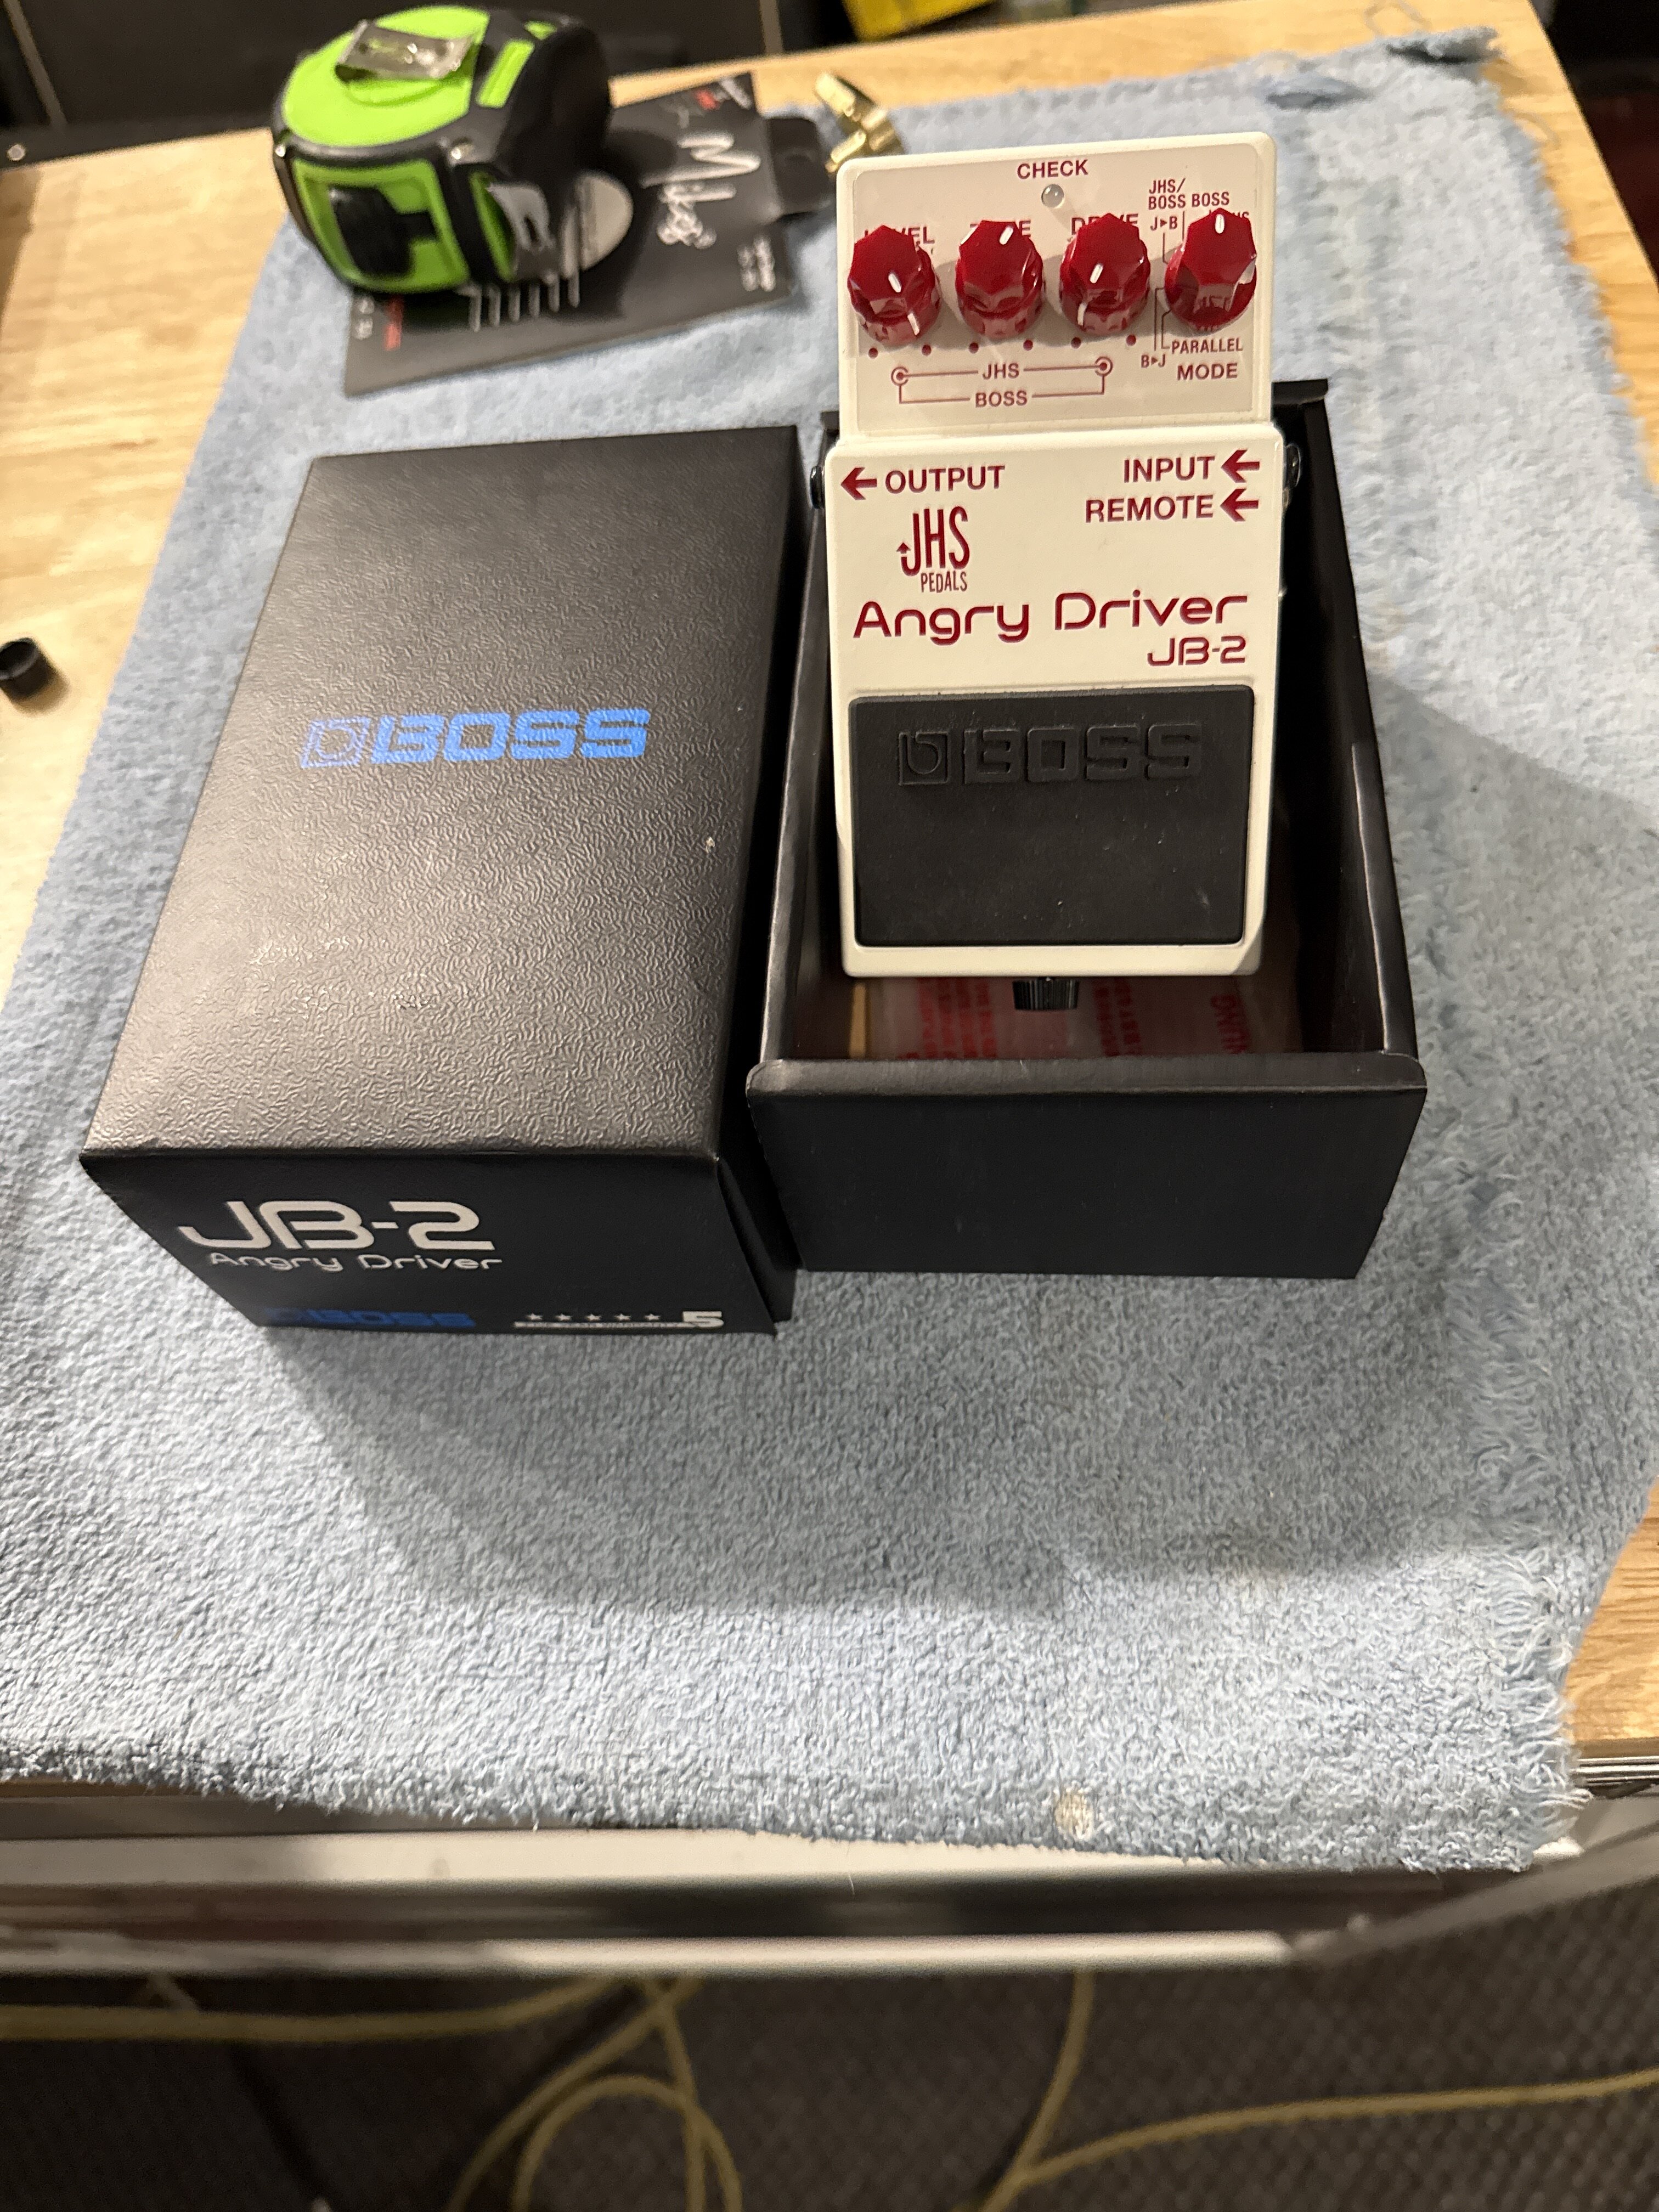 CHECK
JHS/
BOSS BOSS
J▸B
JHS
BOSS
B▸J
PARALLEL
MODE
← OUTPUT
INPUT ←
REMOTE ←
JHS
PEDALS
Angry Driver
JB-2
BOSS
BOSS
JB-2
Angry Driver
BOSS
★★★★★ 5